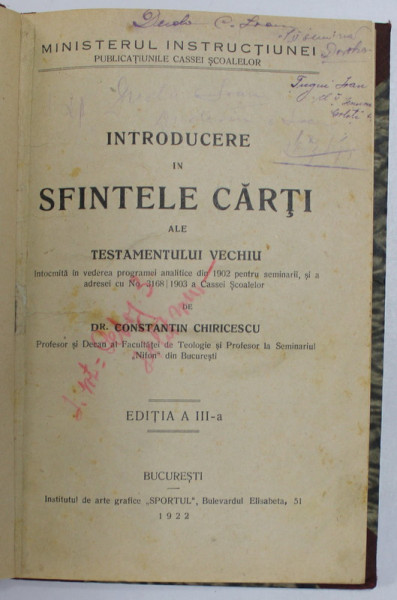 MINISTERUL INSTRUCȚIUNEI
PUBLICAȚIUNILE CASSEI ȘCOALELOR
INTRODUCERE
IN
SFINTELE CĂRȚI
ALE
TESTAMENTULUI VECHIU
Intocmită in vederea programei analitice din 1902 pentru seminarii, și a
adresei cu No. 3168/1903 a Cassei Școalelor
DE
DR. CONSTANTIN CHIRICESCU
Profesor și Decan al Facultăței de Teologie și Profesor la Seminariul
„Nifon" din București
EDIȚIA A III-a
BUCUREȘTI
Institutul de arte grafice „SPORTUL", Bulevardul Elisabeta, 51
1922